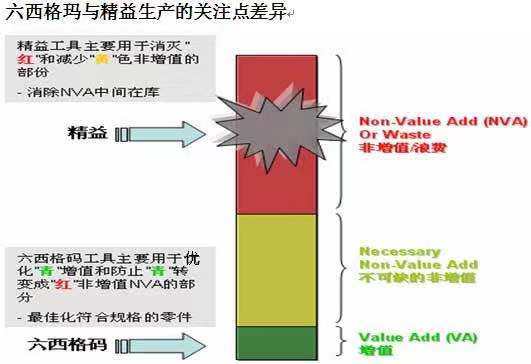 六西格玛与精益生产的关注点差异
精益工具主要用于消灭"
红"和减少"黄"色非增值的
部份
- 消除NVA中间在库
精益
Non-Value Add (NVA)
Or Waste
非增值/浪费
Necessary
Non-Value Add
不可缺的非增值
六西格码工具主要用于优
化"青"增值和防止"青"转
变成"红"非增值NVA的部
分
- 最佳化符合规格的零件
六西格码
Value Add (VA)
增值